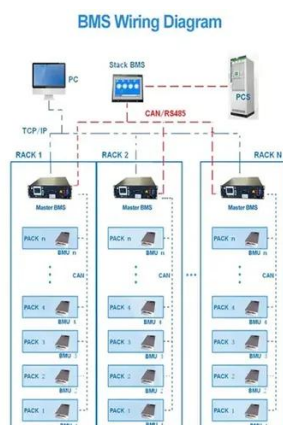 BMS Wiring Diagram
Stack BMS
PC
PCS
CAN/RS485
TCP/IP
RACK 1 RACK 2 RACK N
Master BMS Master BMS Master BMS
PACK n PACK n PACK n
BMU n BMU n BMU n
CAN CAN CAN
PACK 4 PACK 4 PACK 4
BMU 4 BMU 4 BMU 4
PACK 3 PACK 3 PACK 3
BMU 3 BMU 3 BMU 3
PACK 2 PACK 2 PACK 2
BMU 2 BMU 2 BMU 2
PACK 1 PACK 1 PACK 1